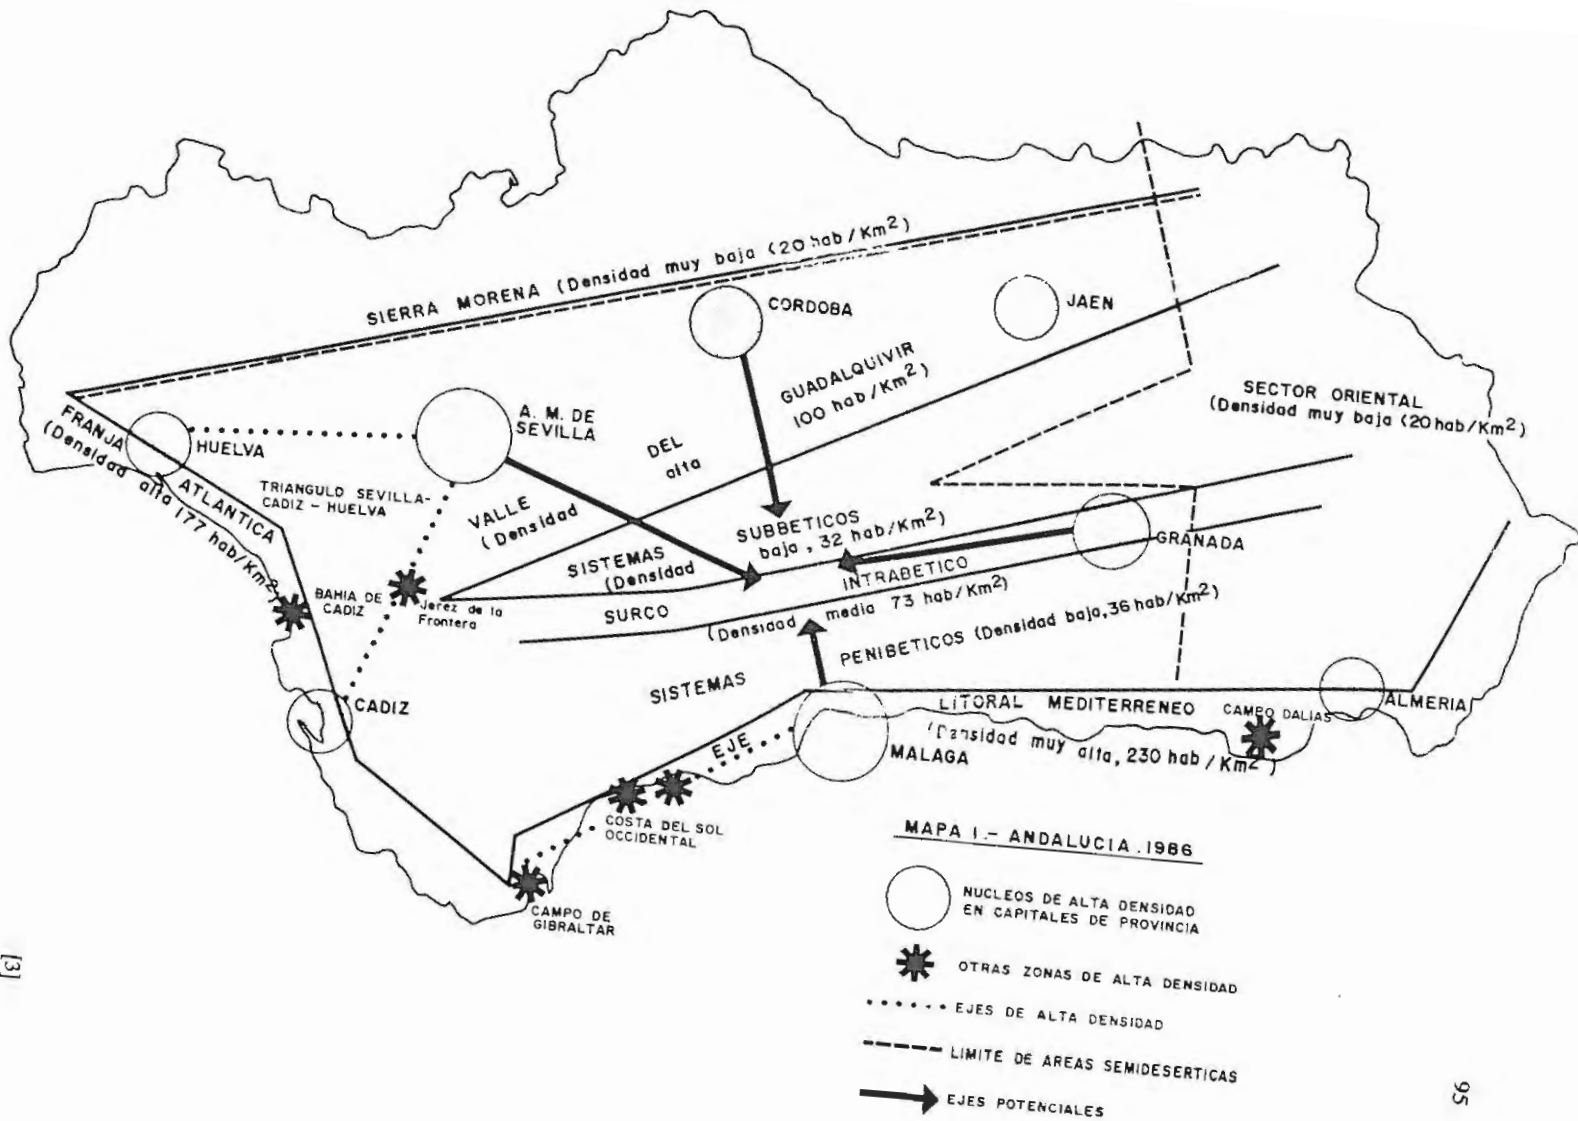 SIERRA MORENA (Densidad muy baja <20 hab/Km²)
CORDOBA
JAEN
GUADALQUIVIR
100 hab/Km²)
SECTOR ORIENTAL
(Densidad muy baja <20hab/Km²)
FRANJA
(Densidad alta 177 hab/Km²
ATLANTICA
HUELVA
A. M. DE
SEVILLA
DEL
alta
TRIANGULO SEVILLA-
CADIZ - HUELVA
VALLE
(Densidad
SUBBETICOS
baja, 32 hab/Km²)
SISTEMAS
(Densidad
GRANADA
INTRABETICO
media 73 hab/Km²)
BAHIA DE
CADIZ
Jerez de la
Frontera
SURCO
(Densidad
PENIBETICOS (Densidad baja,36 hab/Km²)
SISTEMAS
CADIZ
LITORAL MEDITERRENEO
(Densidad muy alta, 230 hab/Km²)
CAMPO DALIAS
ALMERIA
EJE
MALAGA
COSTA DEL SOL
OCCIDENTAL
CAMPO DE
GIBRALTAR
MAPA I.- ANDALUCIA.1986
NUCLEOS DE ALTA DENSIDAD
EN CAPITALES DE PROVINCIA
OTRAS ZONAS DE ALTA DENSIDAD
EJES DE ALTA DENSIDAD
LIMITE DE AREAS SEMIDESERTICAS
EJES POTENCIALES
[3]
95